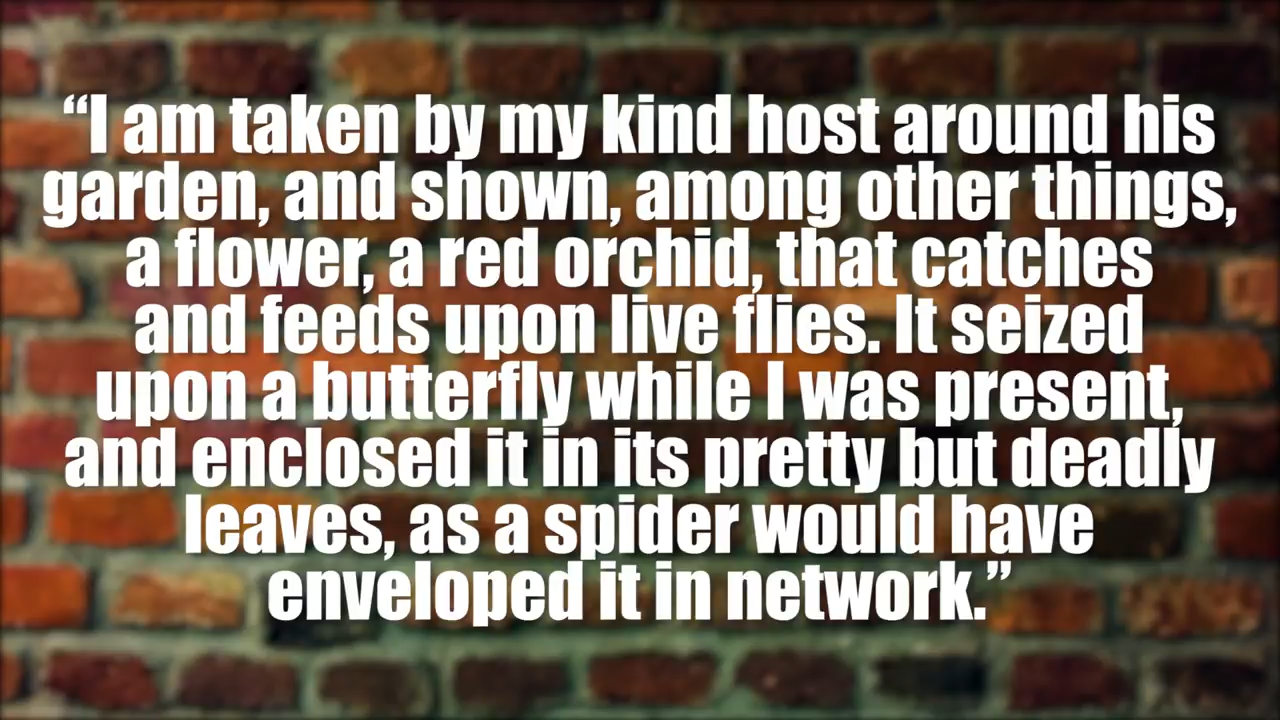 “I am taken by my kind host around his
garden, and shown, among other things,
a flower, a red orchid, that catches
and feeds upon live flies. It seized
upon a butterfly while I was present,
and enclosed it in its pretty but deadly
leaves, as a spider would have
enveloped it in network.”